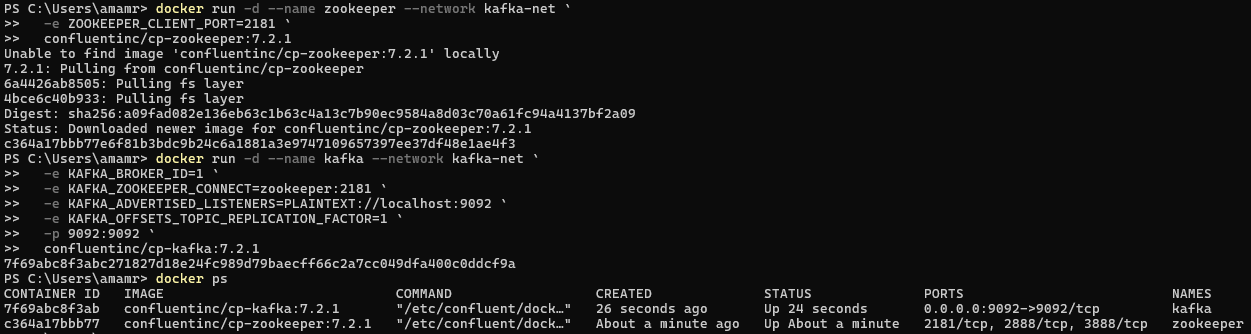 PS C:\Users\amamr> docker run -d --name zookeeper --network kafka-net `
>>   -e ZOOKEEPER_CLIENT_PORT=2181 `
>>   confluentinc/cp-zookeeper:7.2.1
Unable to find image 'confluentinc/cp-zookeeper:7.2.1' locally
7.2.1: Pulling from confluentinc/cp-zookeeper
6a4426ab8505: Pulling fs layer
4bce6c40b933: Pulling fs layer
Digest: sha256:a09fad082e136eb63c1b63c4a13c7b90ec9584a8d03c70a61fc94a4137bf2a09
Status: Downloaded newer image for confluentinc/cp-zookeeper:7.2.1
c364a17bbb77e6f81b3bdc9b24c6a1881a3e9747109657397ee37df48e1ae4f3
PS C:\Users\amamr> docker run -d --name kafka --network kafka-net `
>>   -e KAFKA_BROKER_ID=1 `
>>   -e KAFKA_ZOOKEEPER_CONNECT=zookeeper:2181 `
>>   -e KAFKA_ADVERTISED_LISTENERS=PLAINTEXT://localhost:9092 `
>>   -e KAFKA_OFFSETS_TOPIC_REPLICATION_FACTOR=1 `
>>   -p 9092:9092 `
>>   confluentinc/cp-kafka:7.2.1
7f69abc8f3abc271827d18e24fc989d79baecff66c2a7cc049dfa400c0ddcf9a
PS C:\Users\amamr> docker ps
CONTAINER ID   IMAGE                             COMMAND                  CREATED              STATUS              PORTS                          NAMES
7f69abc8f3ab   confluentinc/cp-kafka:7.2.1       "/etc/confluent/dock…"   26 seconds ago       Up 24 seconds       0.0.0.0:9092->9092/tcp         kafka
c364a17bbb77   confluentinc/cp-zookeeper:7.2.1   "/etc/confluent/dock…"   About a minute ago   Up About a minute   2181/tcp, 2888/tcp, 3888/tcp   zookeeper